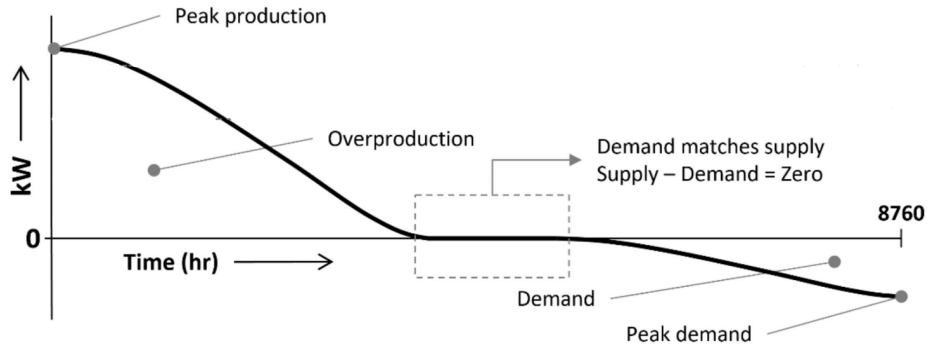 Peak production
Overproduction
Demand matches supply
Supply – Demand = Zero
8760
kW
0
Time (hr)
Demand
Peak demand